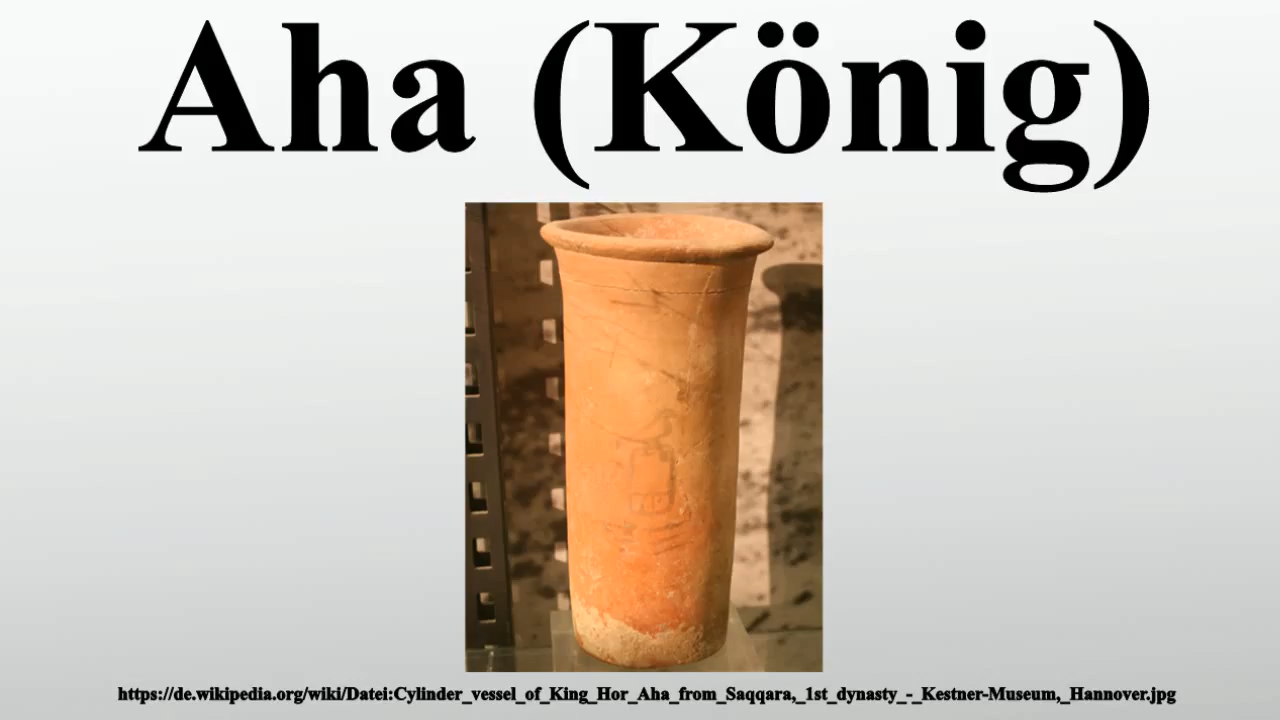 Aha (König)
https://de.wikipedia.org/wiki/Datei:Cylinder_vessel_of_King_Hor_Aha_from_Saqqara,_1st_dynasty_-_Kestner-Museum,_Hannover.jpg